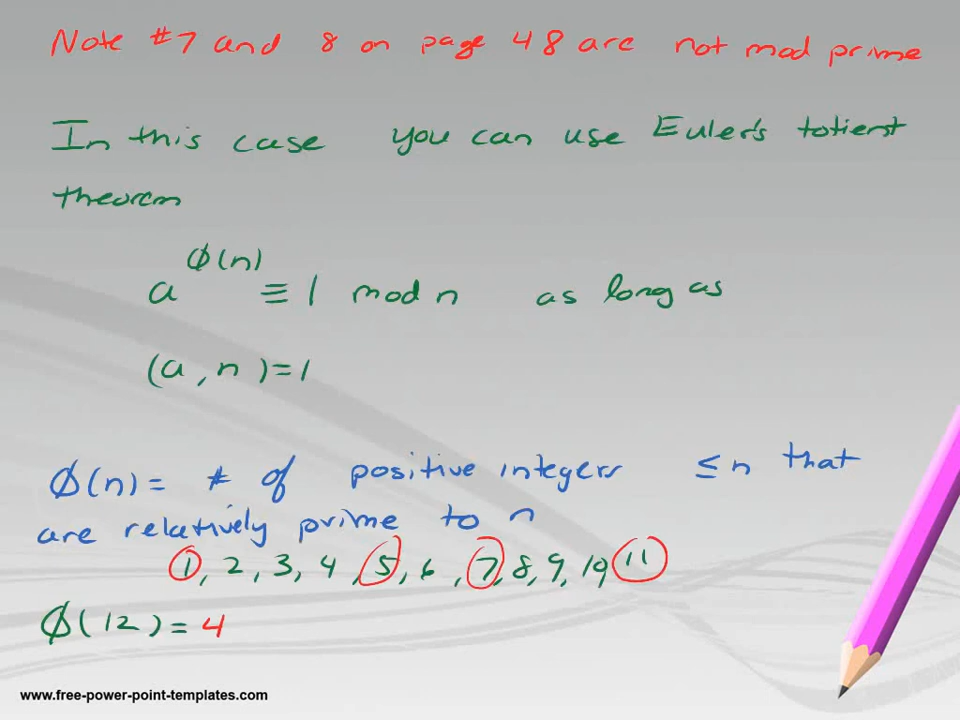 Note #7 and 8 on page 48 are not mod prime
In this case you can use Euler's totienst
theorem
a^φ(n) ≡ 1 mod n as long as
(a, n) = 1
φ(n) = # of positive integers ≤ n that
are relatively prime to n
1, 2, 3, 4, 5, 6, 7, 8, 9, 10, 11
φ(12) = 4
www.free-power-point-templates.com